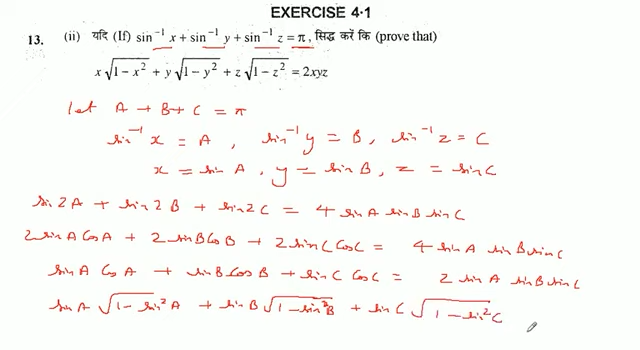 EXERCISE 4·1
13. (ii) यदि (If) sin⁻¹ x + sin⁻¹ y + sin⁻¹ z = π, सिद्ध करें कि (prove that)
x√(1 − x²) + y√(1 − y²) + z√(1 − z²) = 2xyz
let A + B + C = π
sin⁻¹ x = A , sin⁻¹ y = B , sin⁻¹ z = C
x = sin A , y = sin B , z = sin C
sin 2A + sin 2B + sin 2C = 4 sin A sin B sin C
2 sin A Cos A + 2 sin B Cos B + 2 sin C Cos C = 4 sin A sin B sin C
sin A Cos A + sin B Cos B + sin C Cos C = 2 sin A sin B sin C
sin A √(1 − sin² A) + sin B √(1 − sin² B) + sin C √(1 − sin² C)